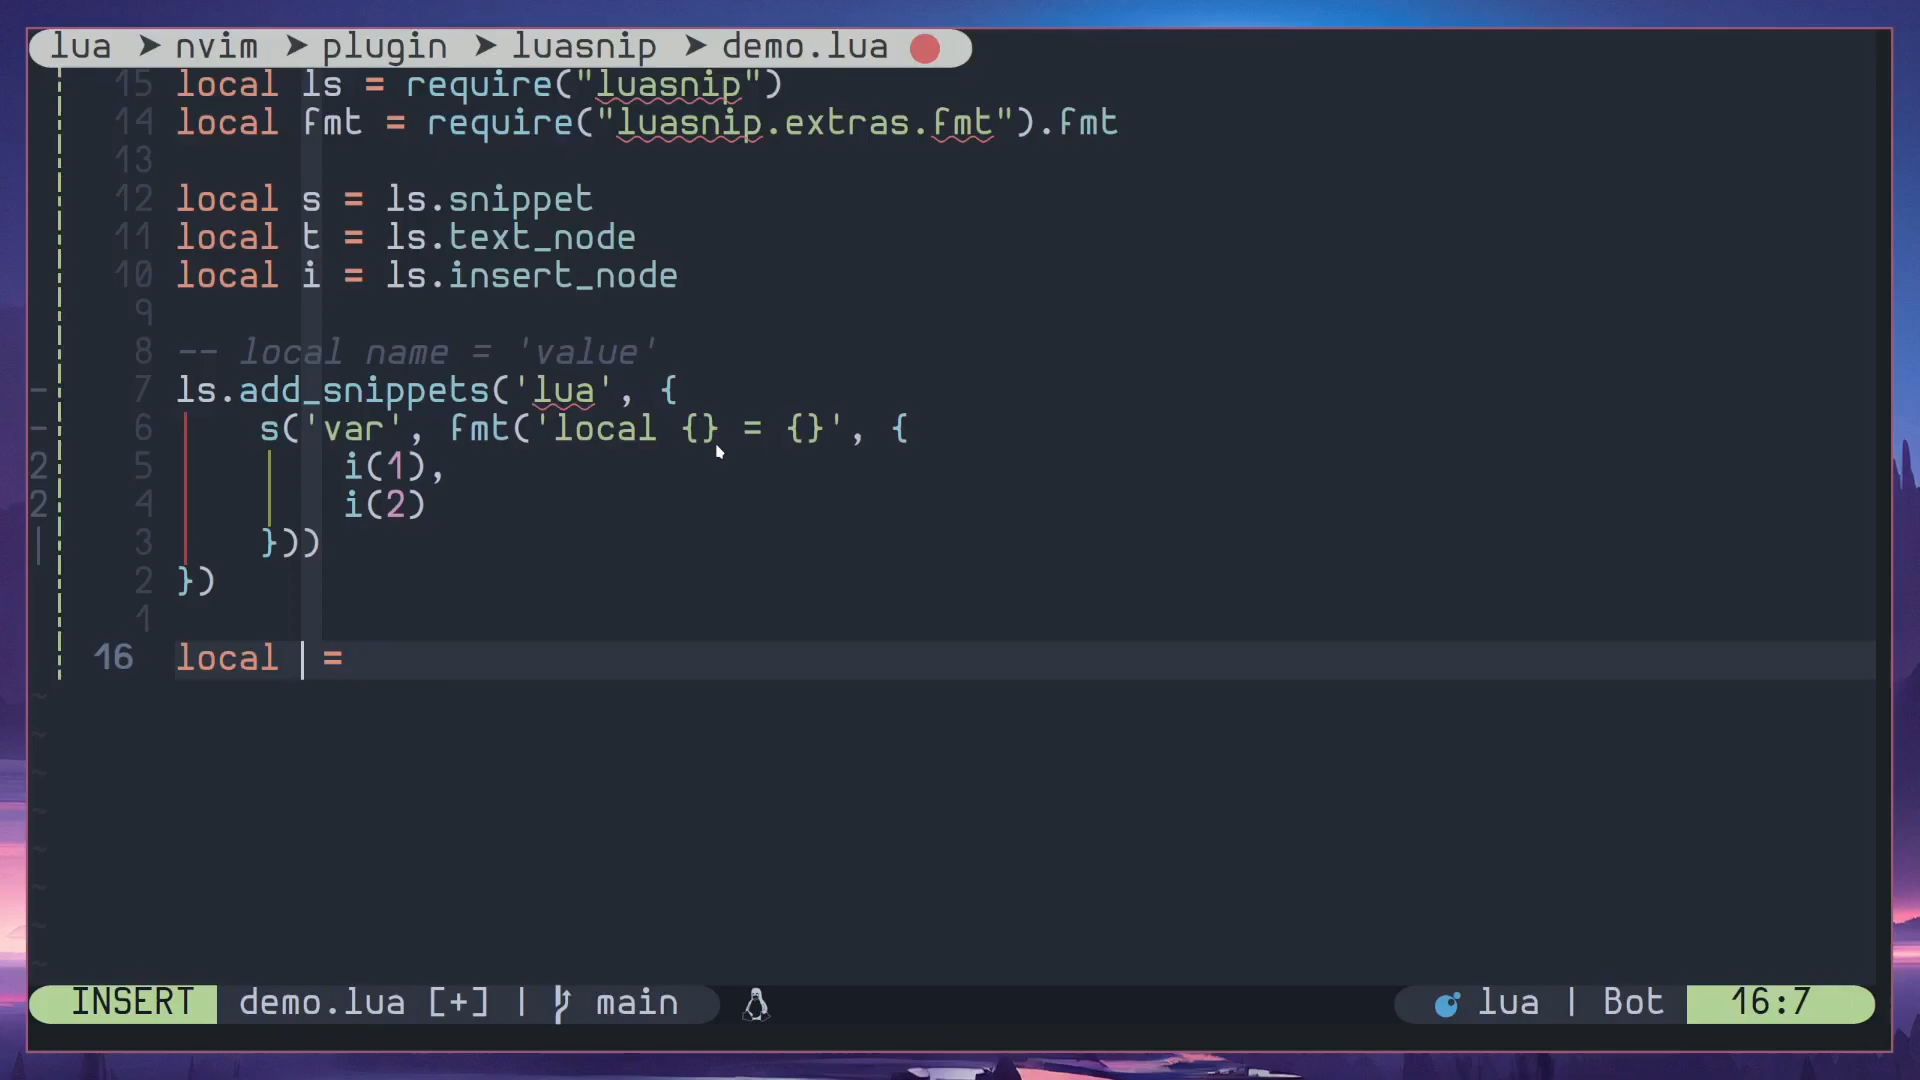 lua ➤ nvim ➤ plugin ➤ luasnip ➤ demo.lua
15 local ls = require("luasnip")
14 local fmt = require("luasnip.extras.fmt").fmt
13
12 local s = ls.snippet
11 local t = ls.text_node
10 local i = ls.insert_node
9
8 -- local name = 'value'
- 7 ls.add_snippets('lua', {
- 6 s('var', fmt('local {} = {}', {
2 5 i(1),
2 4 i(2)
│ 3 }))
2 })
1
16 local =
~
~
~
~
~
~
~
~
INSERT demo.lua [+] | main lua | Bot 16:7